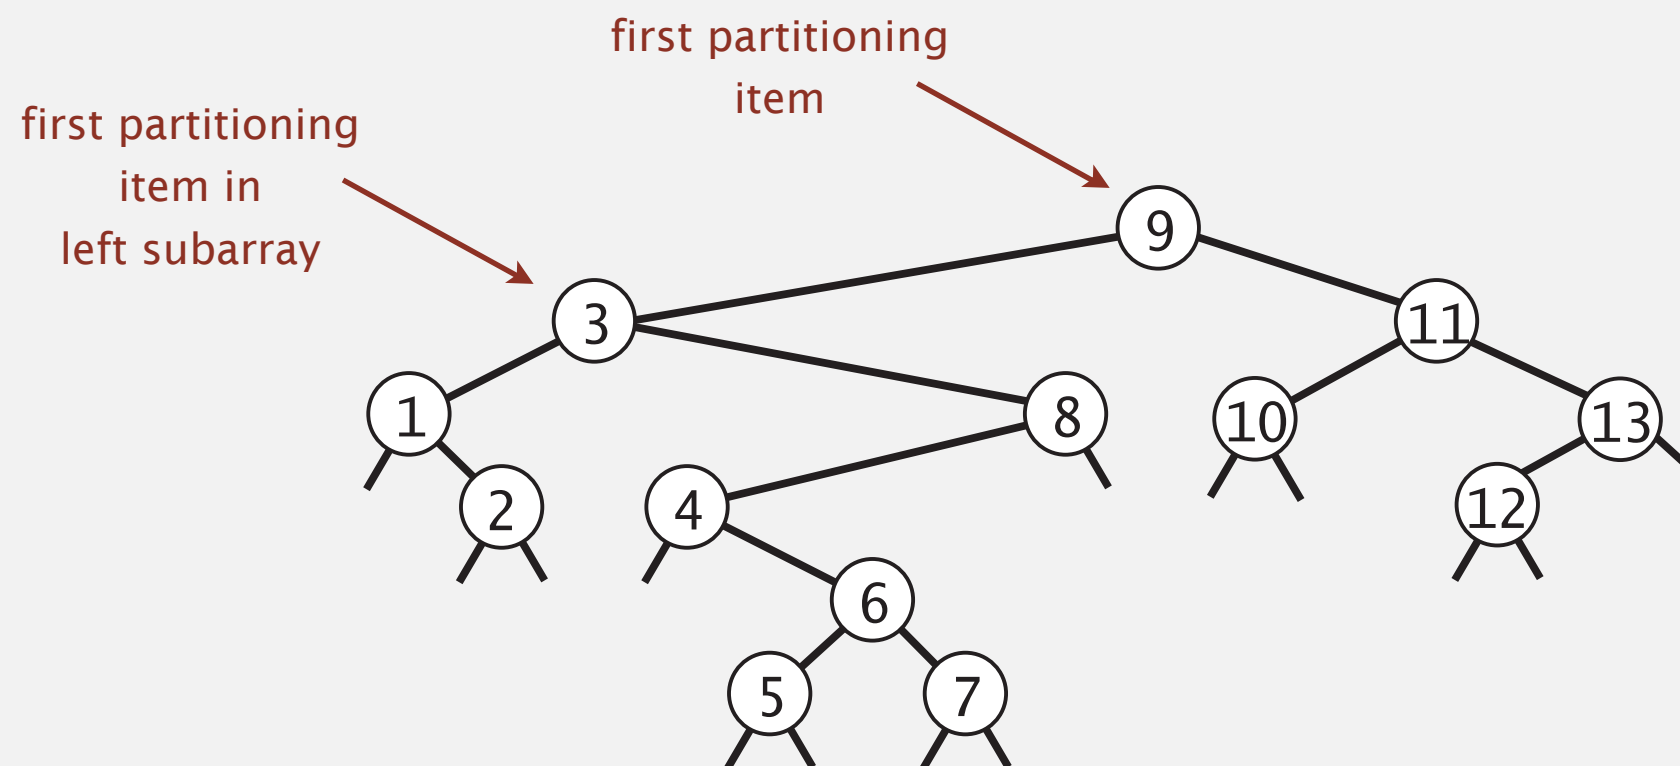 first partitioning
item
first partitioning
item in
left subarray
9
3
11
1
8
10
13
2
4
12
6
5
7